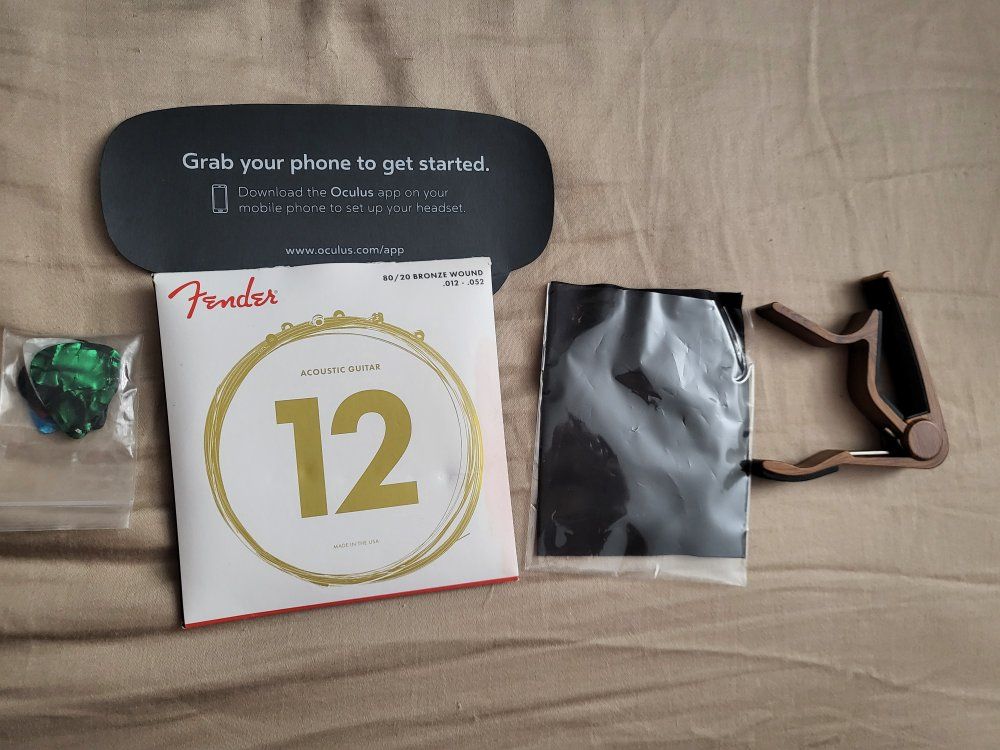 Grab your phone to get started.
Download the Oculus app on your
mobile phone to set up your headset.
www.oculus.com/app
Fender
80/20 BRONZE WOUND
.012 - .052
ACOUSTIC GUITAR
12
MADE IN THE USA